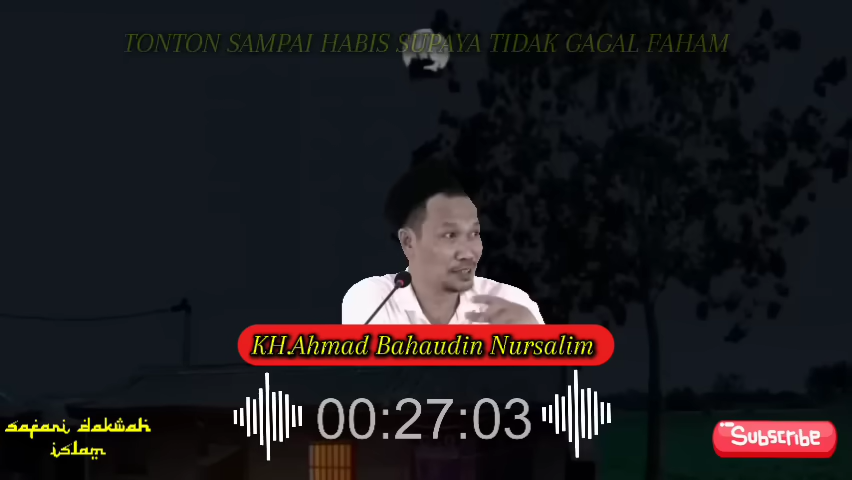 TONTON SAMPAI HABIS SUPAYA TIDAK GAGAL FAHAM
KH.Ahmad Bahaudin Nursalim
00:27:03
safari dakwah
islam
Subscribe